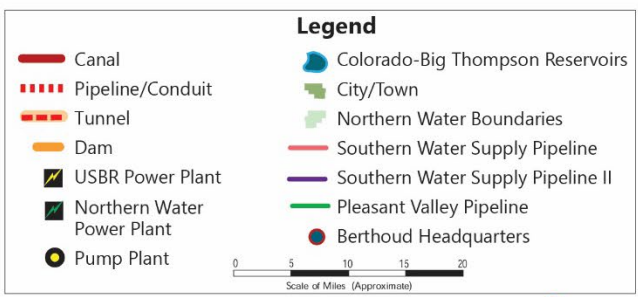 Legend
Canal
Pipeline/Conduit
Tunnel
Dam
USBR Power Plant
Northern Water
Power Plant
Pump Plant
Colorado-Big Thompson Reservoirs
City/Town
Northern Water Boundaries
Southern Water Supply Pipeline
Southern Water Supply Pipeline II
Pleasant Valley Pipeline
Berthoud Headquarters
0 5 10 15 20
Scale of Miles (Approximate)